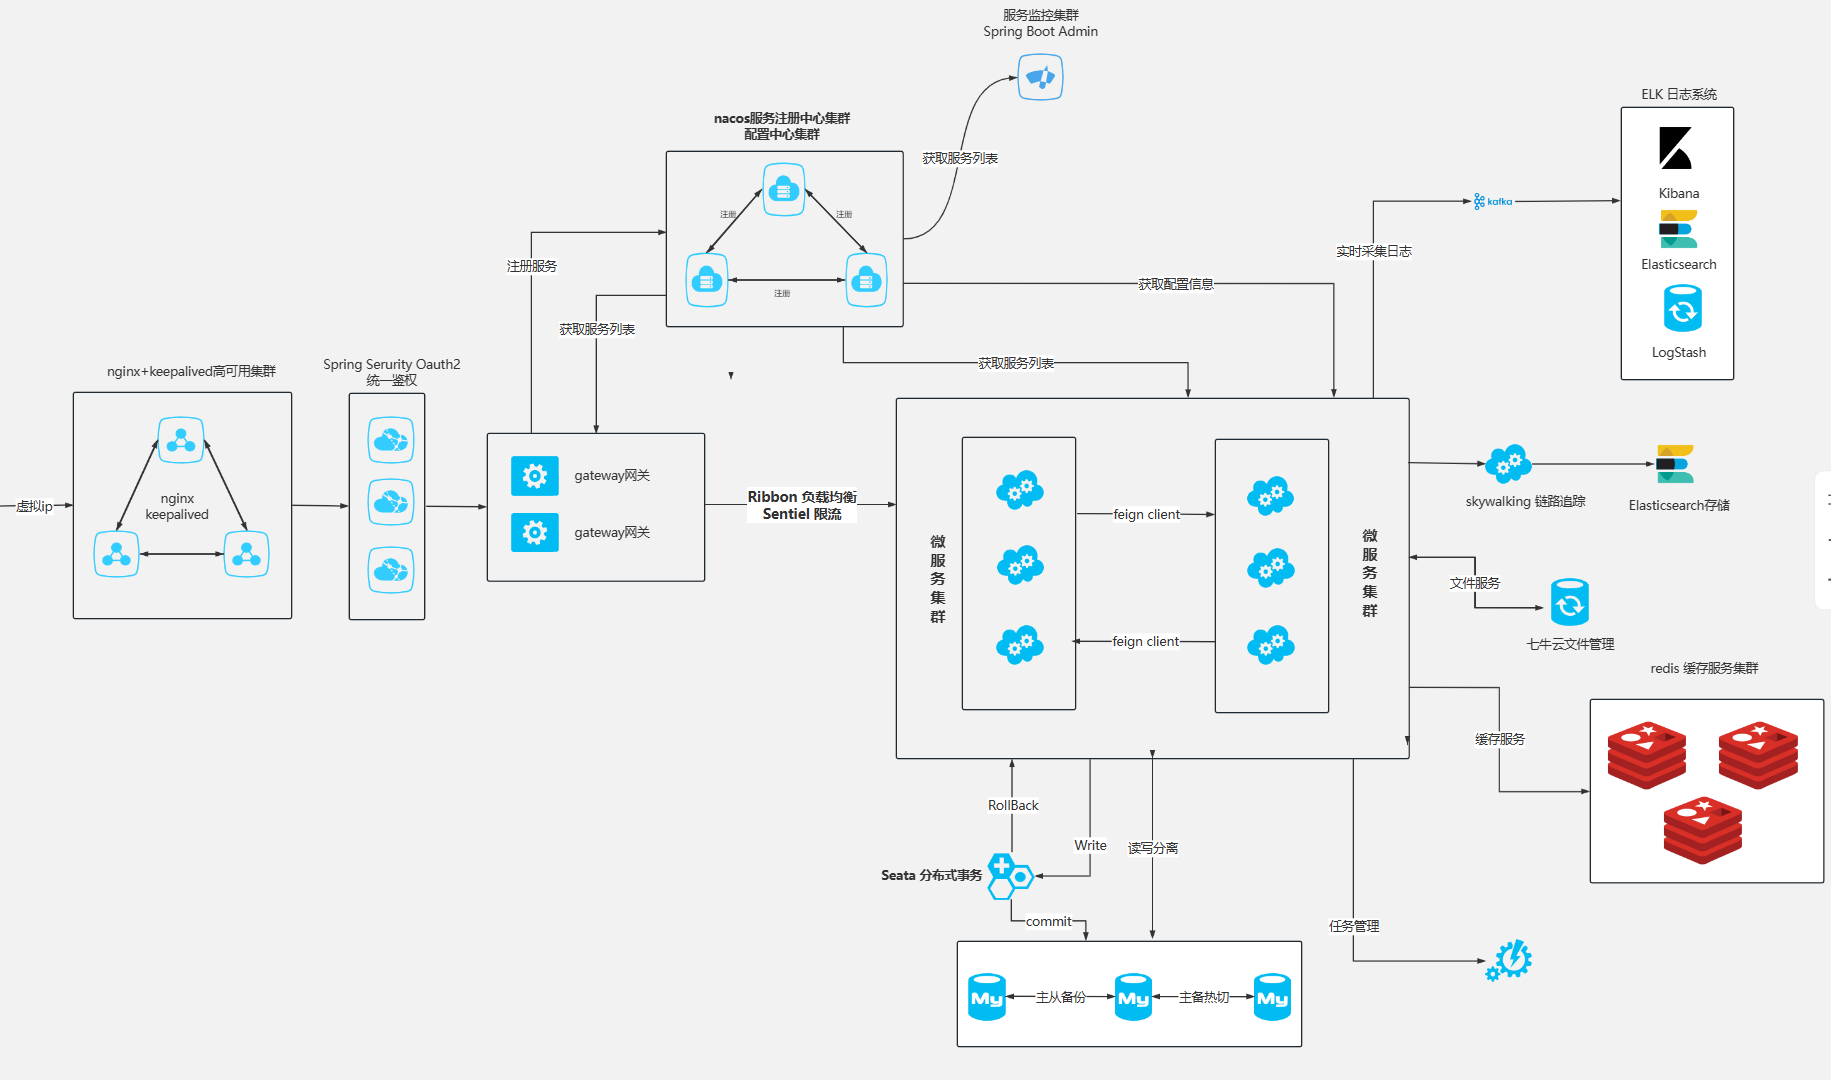 服务监控集群
Spring Boot Admin
ELK 日志系统
nacos服务注册中心集群
配置中心集群
获取服务列表
Kibana
kafka
注册
注册
注册
实时采集日志
注册服务
Elasticsearch
获取配置信息
获取服务列表
LogStash
获取服务列表
Spring Serurity Oauth2
统一鉴权
nginx+keepalived高可用集群
gateway网关
gateway网关
nginx
keepalived
虚拟ip
Ribbon 负载均衡
Sentiel 限流
feign client
feign client
微服务集群
微服务集群
skywalking 链路追踪
Elasticsearch存储
文件服务
七牛云文件管理
redis 缓存服务集群
缓存服务
RollBack
Write
读写分离
Seata 分布式事务
commit
任务管理
My
主从备份
My
主备热切
My